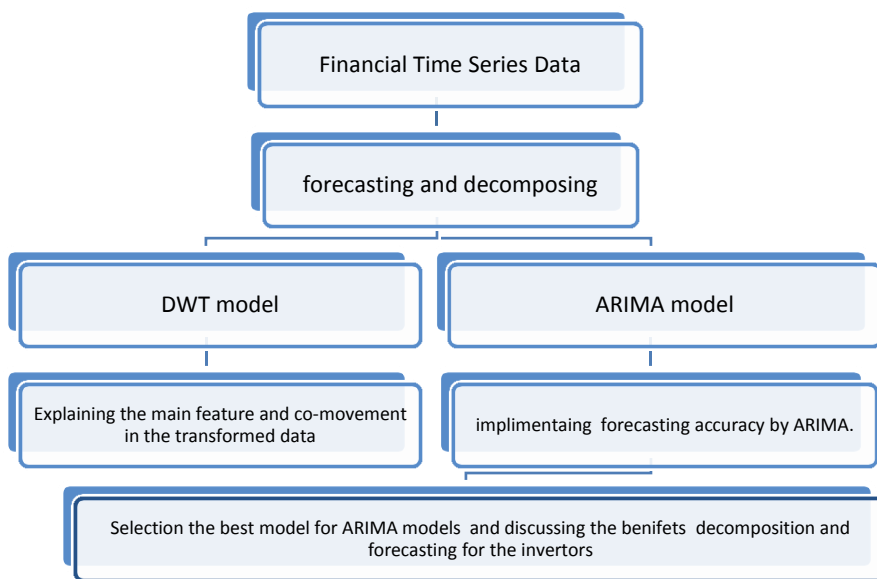 Financial Time Series Data
forecasting and decomposing
DWT model
ARIMA model
Explaining the main feature and co-movement
in the transformed data
implimentaing forecasting accuracy by ARIMA.
Selection the best model for ARIMA models and discussing the benifets decomposition and
forecasting for the invertors